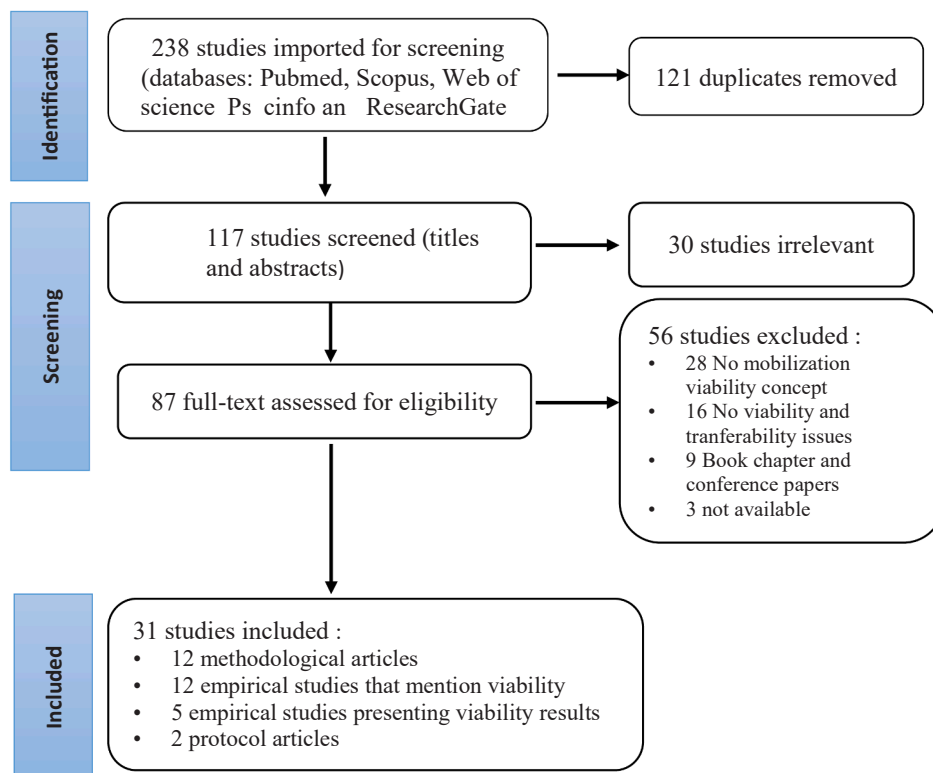 Identification
238 studies imported for screening
(databases: Pubmed, Scopus, Web of
science Ps cinfo an ResearchGate
121 duplicates removed
Screening
117 studies screened (titles
and abstracts)
30 studies irrelevant
87 full-text assessed for eligibility
56 studies excluded :
• 28 No mobilization
viability concept
• 16 No viability and
tranferability issues
• 9 Book chapter and
conference papers
• 3 not available
Included
31 studies included :
• 12 methodological articles
• 12 empirical studies that mention viability
• 5 empirical studies presenting viability results
• 2 protocol articles